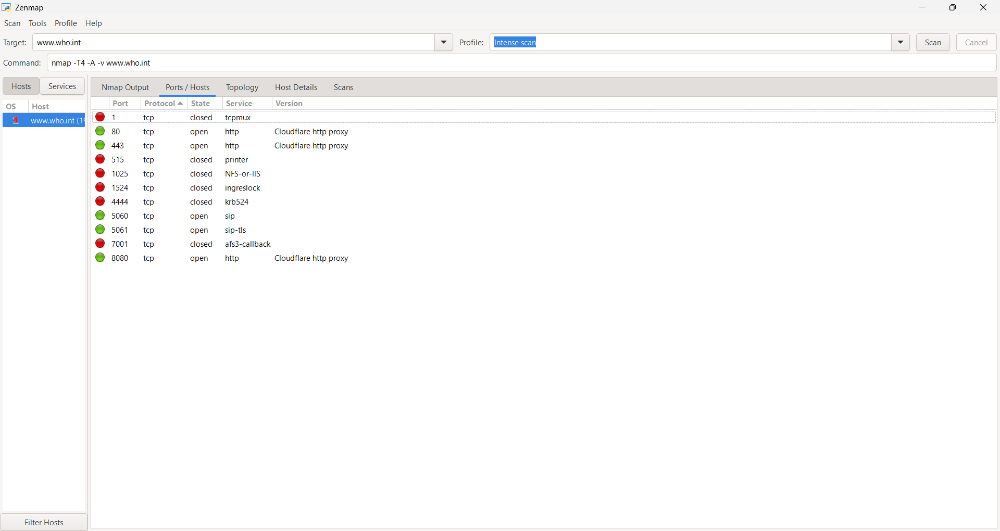 Zenmap
Scan Tools Profile Help
Target: www.who.int Profile: Intense scan Scan Cancel
Command: nmap -T4 -A -v www.who.int
Hosts Services
OS Host
www.who.int (19
Nmap Output Ports / Hosts Topology Host Details Scans
Port Protocol State Service Version
1 tcp closed tcpmux
80 tcp open http Cloudflare http proxy
443 tcp open http Cloudflare http proxy
515 tcp closed printer
1025 tcp closed NFS-or-IIS
1524 tcp closed ingreslock
4444 tcp closed krb524
5060 tcp open sip
5061 tcp open sip-tls
7001 tcp closed afs3-callback
8080 tcp open http Cloudflare http proxy
Filter Hosts